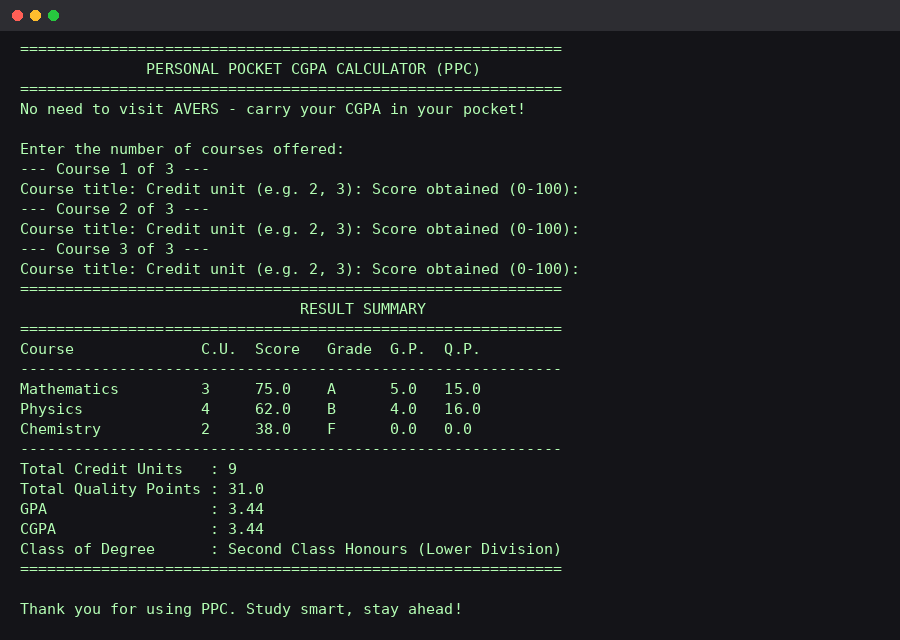 ============================================================
              PERSONAL POCKET CGPA CALCULATOR (PPC)
============================================================
No need to visit AVERS - carry your CGPA in your pocket!

Enter the number of courses offered:
--- Course 1 of 3 ---
Course title: Credit unit (e.g. 2, 3): Score obtained (0-100):
--- Course 2 of 3 ---
Course title: Credit unit (e.g. 2, 3): Score obtained (0-100):
--- Course 3 of 3 ---
Course title: Credit unit (e.g. 2, 3): Score obtained (0-100):
============================================================
                               RESULT SUMMARY
============================================================
Course              C.U.  Score   Grade  G.P.  Q.P.
------------------------------------------------------------
Mathematics         3     75.0    A      5.0   15.0
Physics             4     62.0    B      4.0   16.0
Chemistry           2     38.0    F      0.0   0.0
------------------------------------------------------------
Total Credit Units   : 9
Total Quality Points : 31.0
GPA                  : 3.44
CGPA                 : 3.44
Class of Degree      : Second Class Honours (Lower Division)
============================================================

Thank you for using PPC. Study smart, stay ahead!